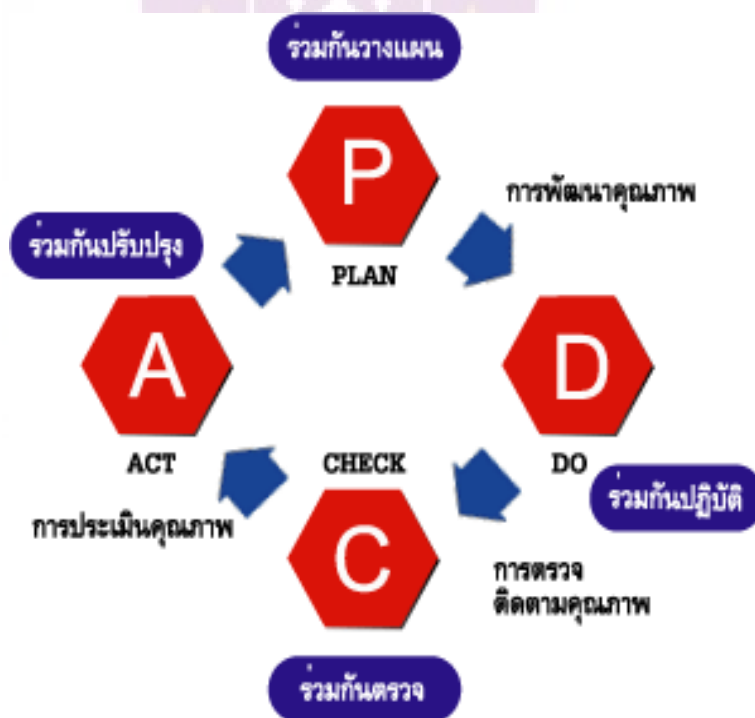 ร่วมกันวางแผน
P
PLAN
การพัฒนาคุณภาพ
ร่วมกันปรับปรุง
A
ACT
D
DO
ร่วมกันปฏิบัติ
CHECK
C
การประเมินคุณภาพ
การตรวจ
ติดตามคุณภาพ
ร่วมกันตรวจ